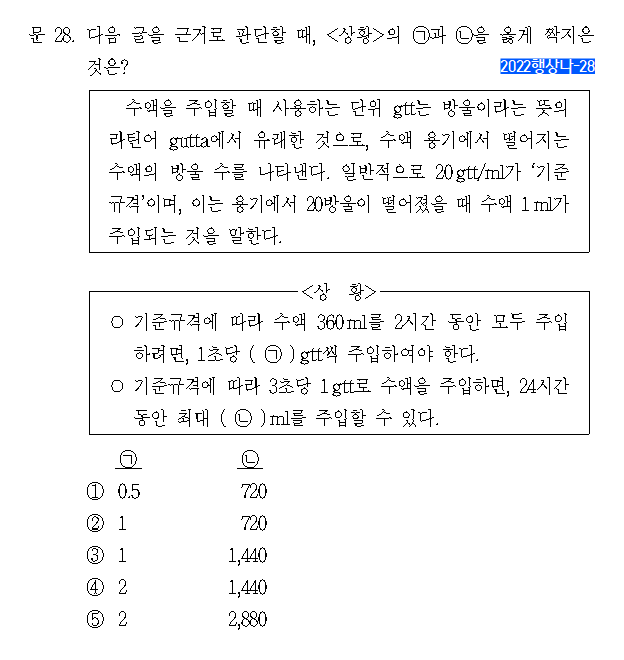 문 28. 다음 글을 근거로 판단할 때, <상황>의 ㉠과 ㉡을 옳게 짝지은
것은?
2022행상나-28
수액을 주입할 때 사용하는 단위 gtt는 방울이라는 뜻의
라틴어 gutta에서 유래한 것으로, 수액 용기에서 떨어지는
수액의 방울 수를 나타낸다. 일반적으로 20gtt/ml가 ‘기준
규격’이며, 이는 용기에서 20방울이 떨어졌을 때 수액 1ml가
주입되는 것을 말한다.
<상 황>
○ 기준규격에 따라 수액 360ml를 2시간 동안 모두 주입
하려면, 1초당 ( ㉠ )gtt씩 주입하여야 한다.
○ 기준규격에 따라 3초당 1gtt로 수액을 주입하면, 24시간
동안 최대 ( ㉡ )ml를 주입할 수 있다.
㉠ ㉡
① 0.5 720
② 1 720
③ 1 1,440
④ 2 1,440
⑤ 2 2,880